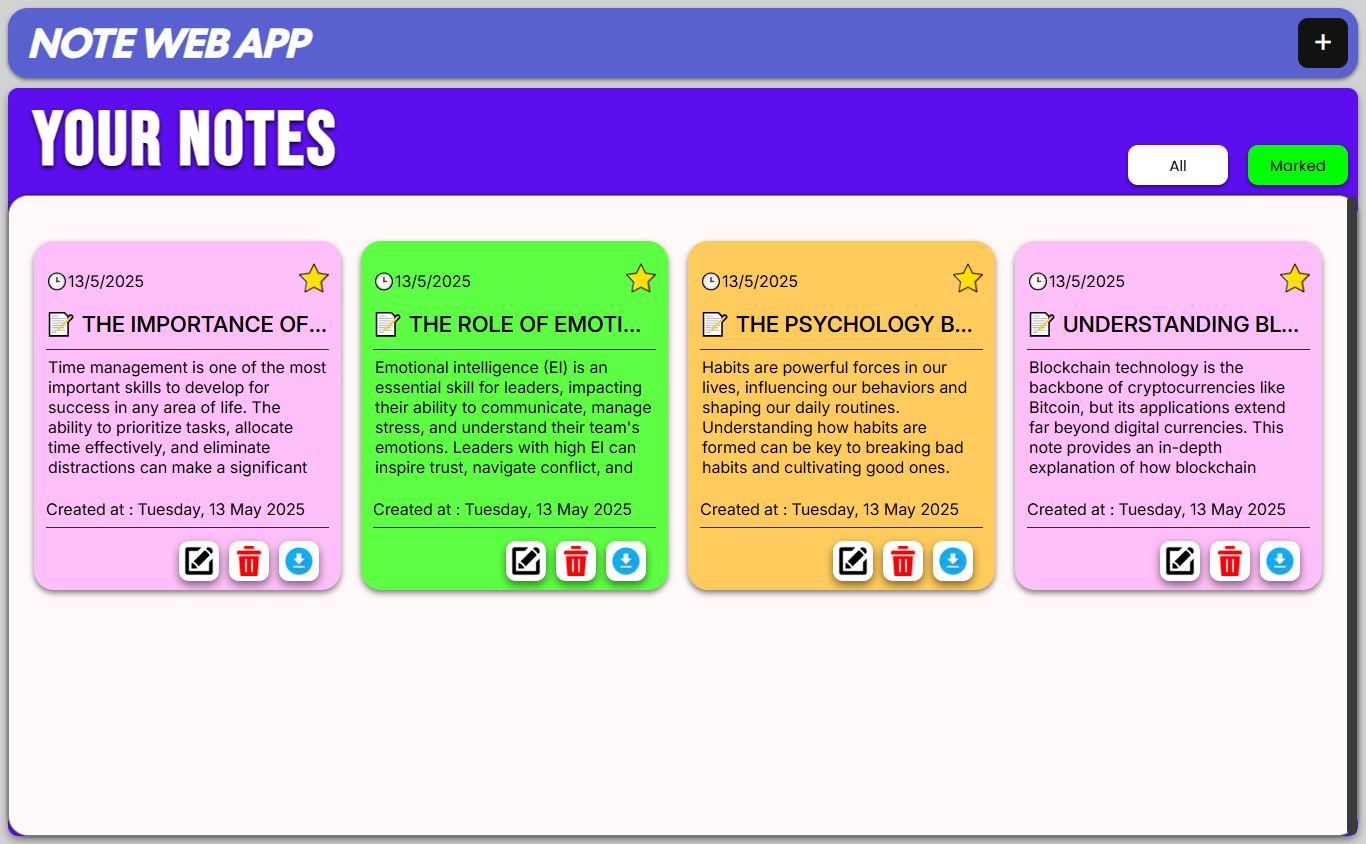 NOTE WEB APP
+
YOUR NOTES
All
Marked
13/5/2025
THE IMPORTANCE OF...
Time management is one of the most
important skills to develop for
success in any area of life. The
ability to prioritize tasks, allocate
time effectively, and eliminate
distractions can make a significant
Created at : Tuesday, 13 May 2025
13/5/2025
THE ROLE OF EMOTI...
Emotional intelligence (EI) is an
essential skill for leaders, impacting
their ability to communicate, manage
stress, and understand their team's
emotions. Leaders with high EI can
inspire trust, navigate conflict, and
Created at : Tuesday, 13 May 2025
13/5/2025
THE PSYCHOLOGY B...
Habits are powerful forces in our
lives, influencing our behaviors and
shaping our daily routines.
Understanding how habits are
formed can be key to breaking bad
habits and cultivating good ones.
Created at : Tuesday, 13 May 2025
13/5/2025
UNDERSTANDING BL...
Blockchain technology is the
backbone of cryptocurrencies like
Bitcoin, but its applications extend
far beyond digital currencies. This
note provides an in-depth
explanation of how blockchain
Created at : Tuesday, 13 May 2025